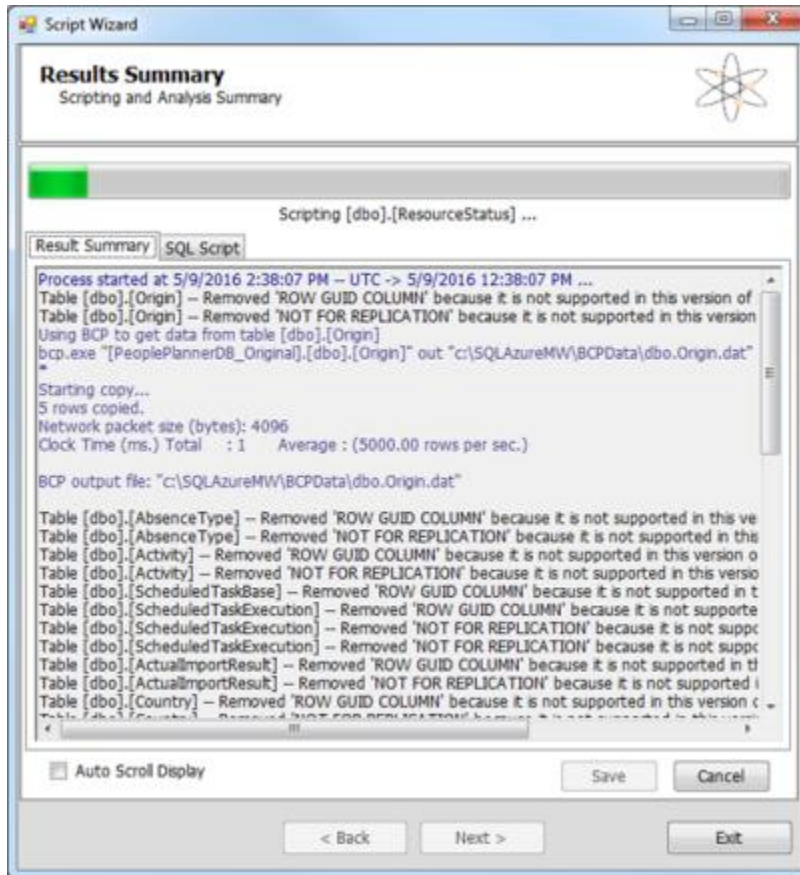 Script Wizard
Results Summary
Scripting and Analysis Summary
Scripting [dbo].[ResourceStatus] ...
Result Summary SQL Script
Process started at 5/9/2016 2:38:07 PM -- UTC -> 5/9/2016 12:38:07 PM ...
Table [dbo].[Origin] -- Removed 'ROW GUID COLUMN' because it is not supported in this version of
Table [dbo].[Origin] -- Removed 'NOT FOR REPLICATION' because it is not supported in this version
Using BCP to get data from table [dbo].[Origin]
bcp.exe "[PeoplePlannerDB_Original].[dbo].[Origin]" out "c:\SQLAzureMW\BCPData\dbo.Origin.dat"
*
Starting copy...
5 rows copied.
Network packet size (bytes): 4096
Clock Time (ms.) Total : 1 Average : (5000.00 rows per sec.)
BCP output file: "c:\SQLAzureMW\BCPData\dbo.Origin.dat"
Table [dbo].[AbsenceType] -- Removed 'ROW GUID COLUMN' because it is not supported in this ve
Table [dbo].[AbsenceType] -- Removed 'NOT FOR REPLICATION' because it is not supported in this
Table [dbo].[Activity] -- Removed 'ROW GUID COLUMN' because it is not supported in this version o
Table [dbo].[Activity] -- Removed 'NOT FOR REPLICATION' because it is not supported in this versio
Table [dbo].[ScheduledTaskBase] -- Removed 'ROW GUID COLUMN' because it is not supported in t
Table [dbo].[ScheduledTaskExecution] -- Removed 'ROW GUID COLUMN' because it is not supporte
Table [dbo].[ScheduledTaskExecution] -- Removed 'NOT FOR REPLICATION' because it is not suppc
Table [dbo].[ScheduledTaskExecution] -- Removed 'NOT FOR REPLICATION' because it is not suppc
Table [dbo].[ActualImportResult] -- Removed 'ROW GUID COLUMN' because it is not supported in th
Table [dbo].[ActualImportResult] -- Removed 'NOT FOR REPLICATION' because it is not supported i
Table [dbo].[Country] -- Removed 'ROW GUID COLUMN' because it is not supported in this version c
Auto Scroll Display
Save Cancel
< Back Next > Exit